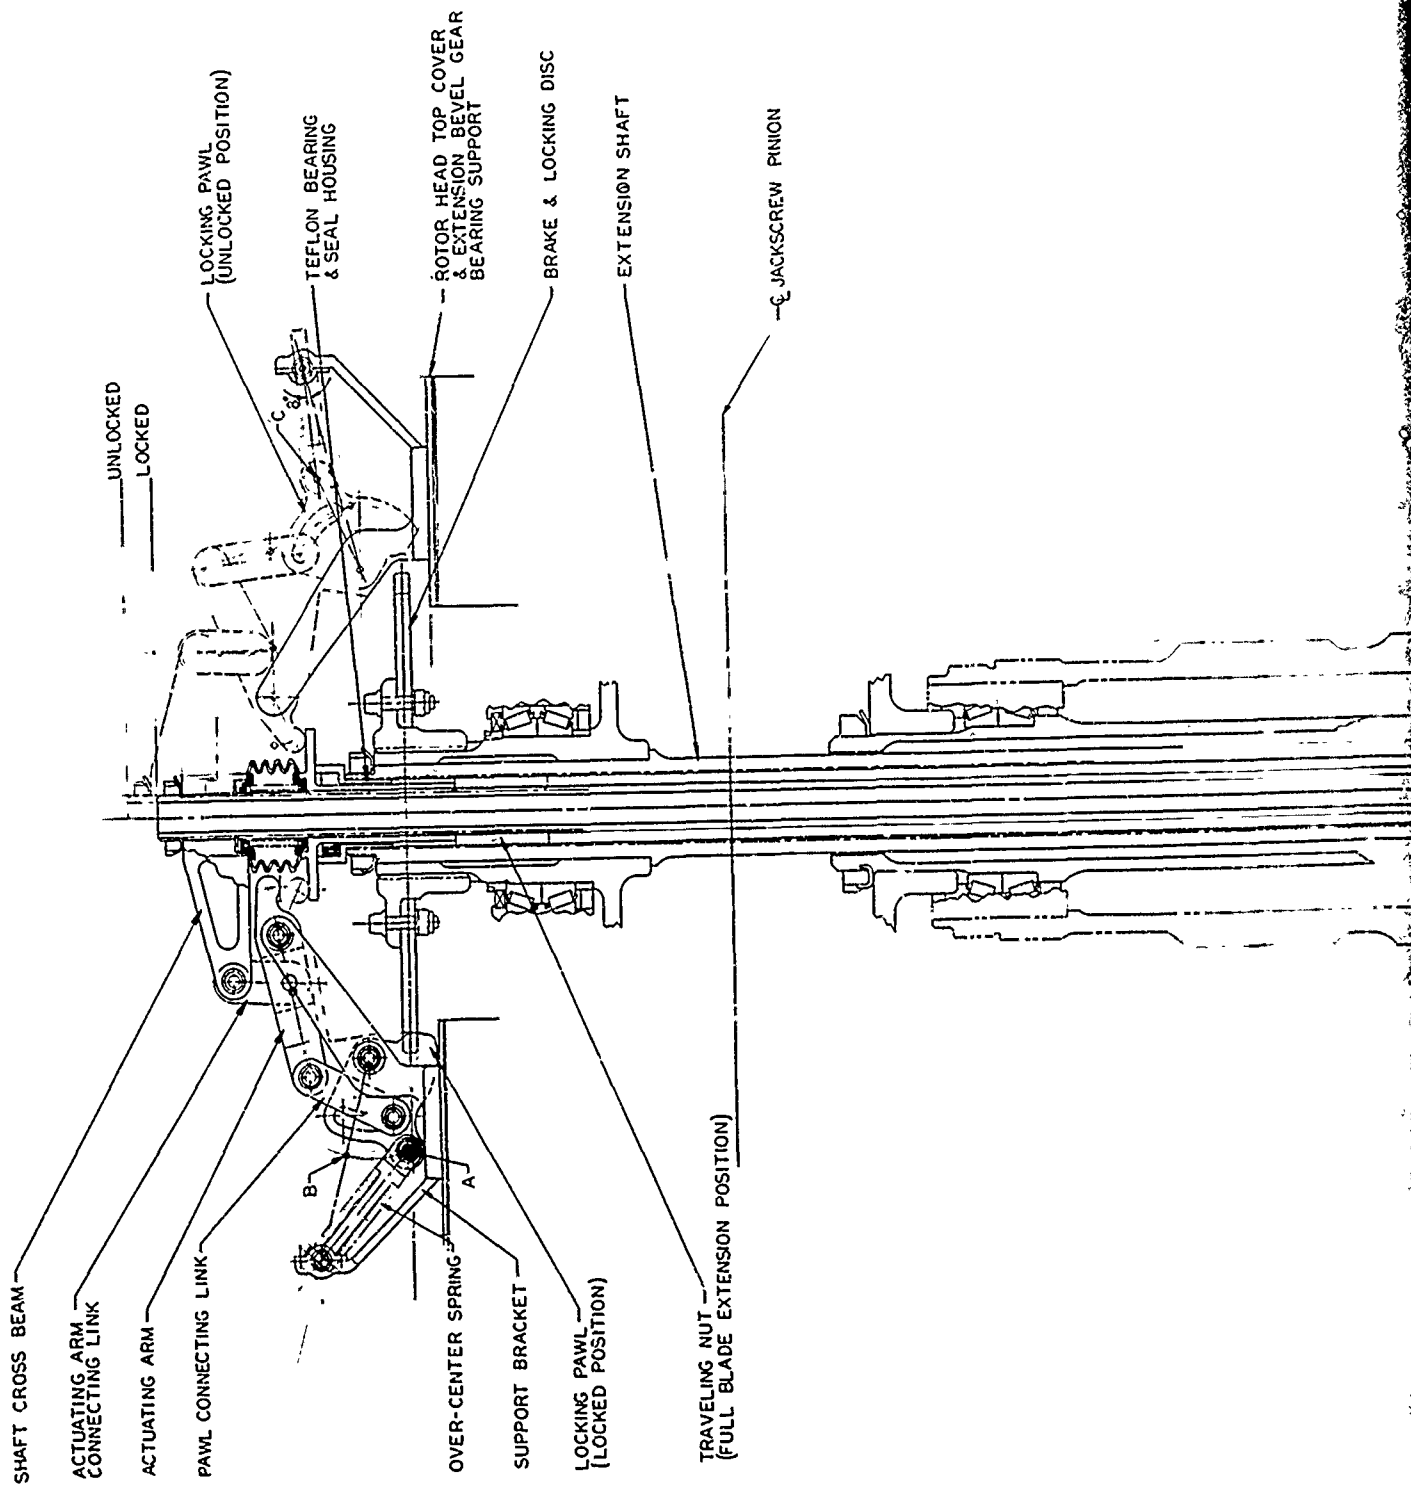 SHAFT CROSS BEAM
ACTUATING ARM
CONNECTING LINK
ACTUATING ARM
PAWL CONNECTING LINK
OVER-CENTER SPRING
SUPPORT BRACKET
LOCKING PAWL
(LOCKED POSITION)
TRAVELING NUT
(FULL BLADE EXTENSION POSITION)
B
A
UNLOCKED
LOCKED
C
8°
LOCKING PAWL
(UNLOCKED POSITION)
TEFLON BEARING
& SEAL HOUSING
ROTOR HEAD TOP COVER
& EXTENSION BEVEL GEAR
BEARING SUPPORT
BRAKE & LOCKING DISC
EXTENSION SHAFT
℄ JACKSCREW PINION